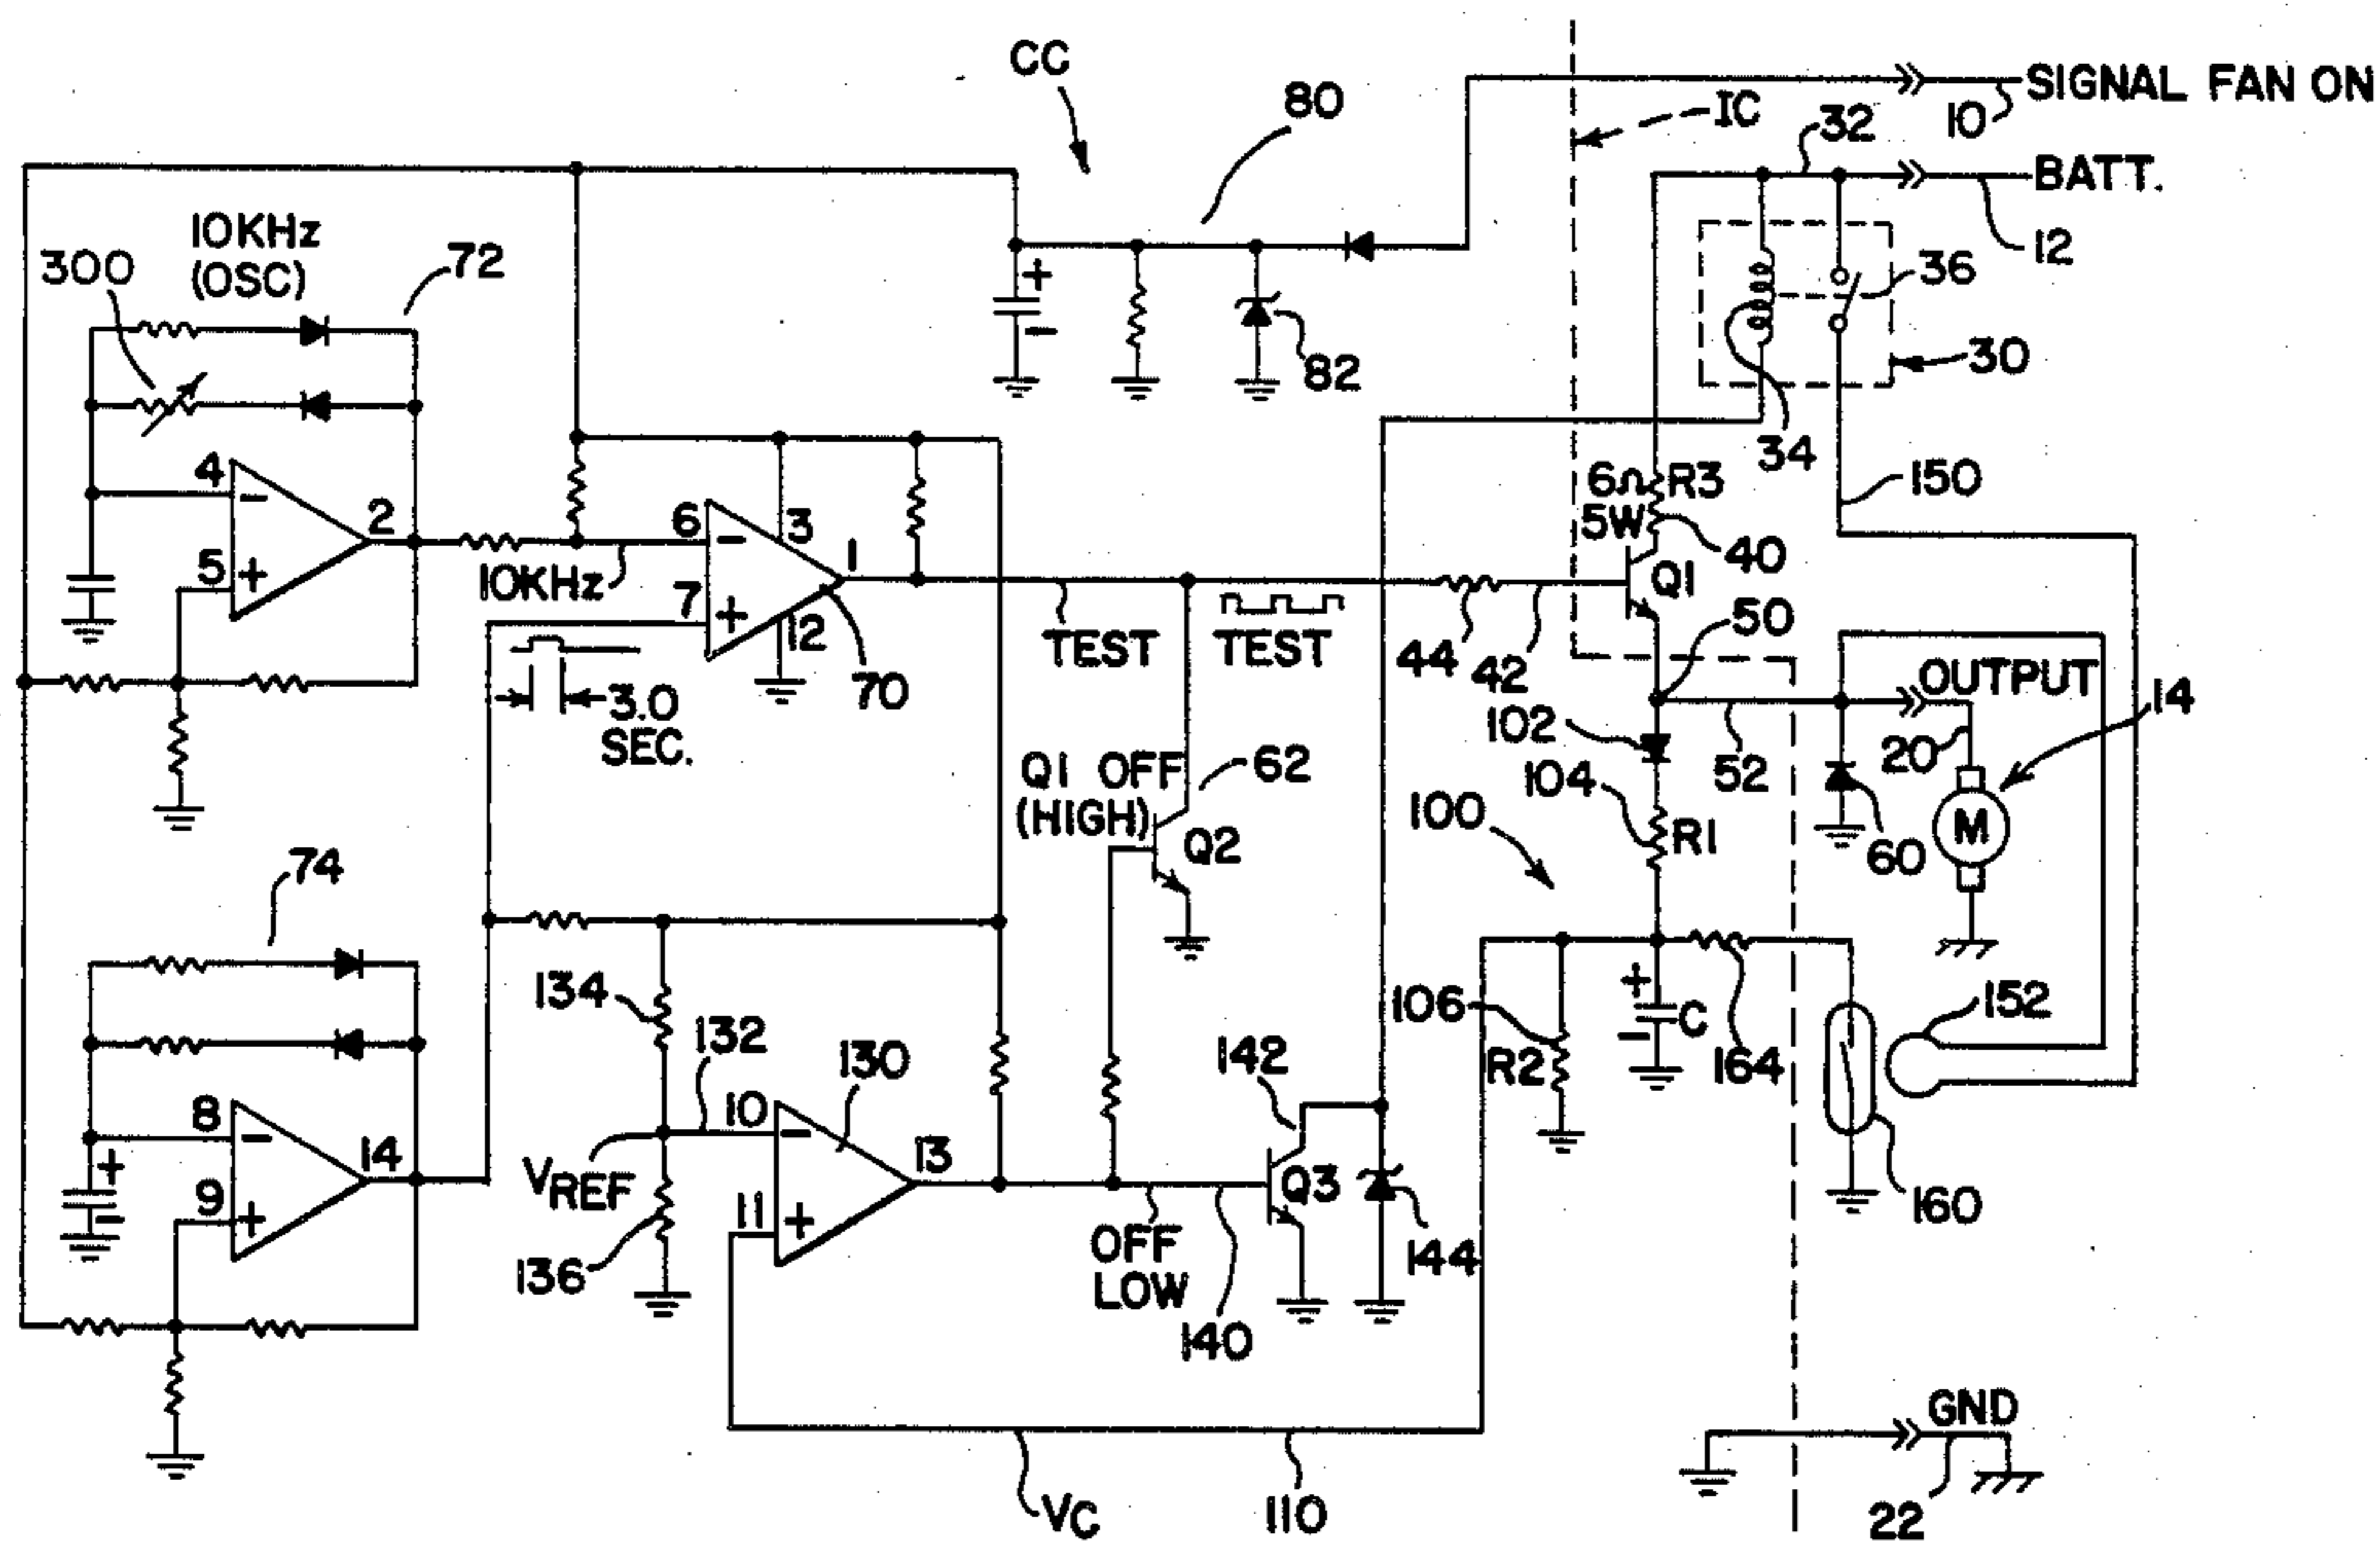 CC
80
SIGNAL FAN ON
10
IC
32
BATT.
12
10KHz
(OSC)
72
300
+
−
82
36
30
34
4
−
2
5
+
6Ω R3
5W
40
150
6
−
3
1
10KHz
7
+
12
70
TEST
TEST
44
42
Q1
50
3.0
SEC.
OUTPUT
14
102
52
20
104
R1
100
60
M
Q1 OFF
(HIGH)
62
Q2
74
134
132
130
106
+
−
C
R2
164
152
142
8
−
14
+
−
9
+
VREF
10
−
13
11
+
Q3
144
160
136
OFF
LOW
140
GND
22
VC
110